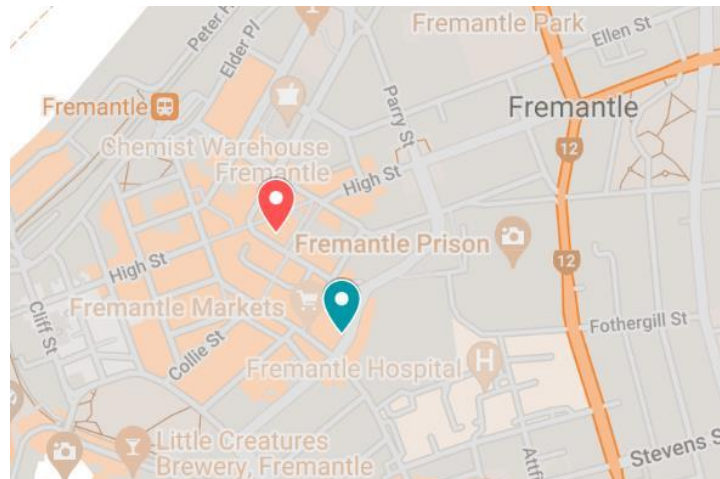 Peter H
Elder Pl
Fremantle Park
Ellen St
Fremantle
Parry St
Fremantle
Chemist Warehouse
Fremantle
High St
12
Fremantle Prison
High St
12
Fremantle Markets
Cliff St
Collie St
Fothergill St
Fremantle Hospital
H
Little Creatures
Brewery, Fremantle
Attf
Stevens S